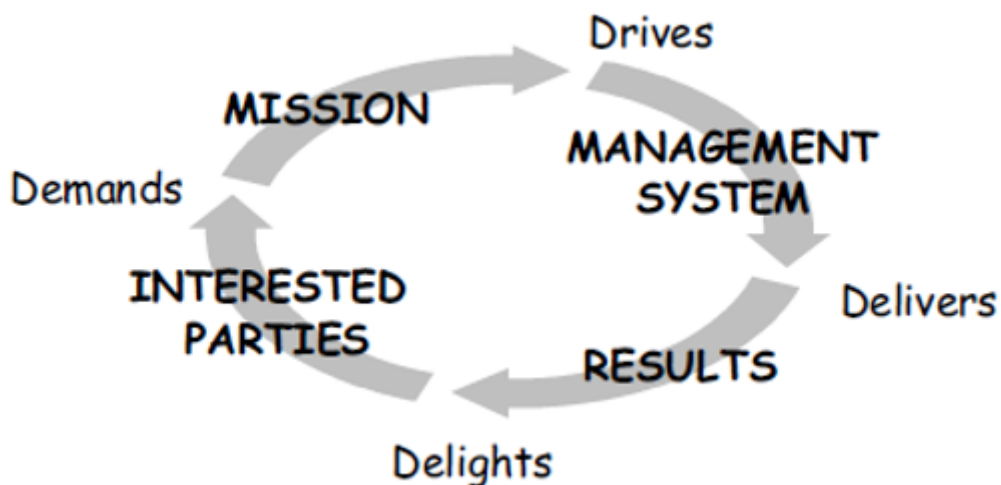 Drives
MISSION
MANAGEMENT
SYSTEM
Demands
INTERESTED
PARTIES
Delivers
RESULTS
Delights